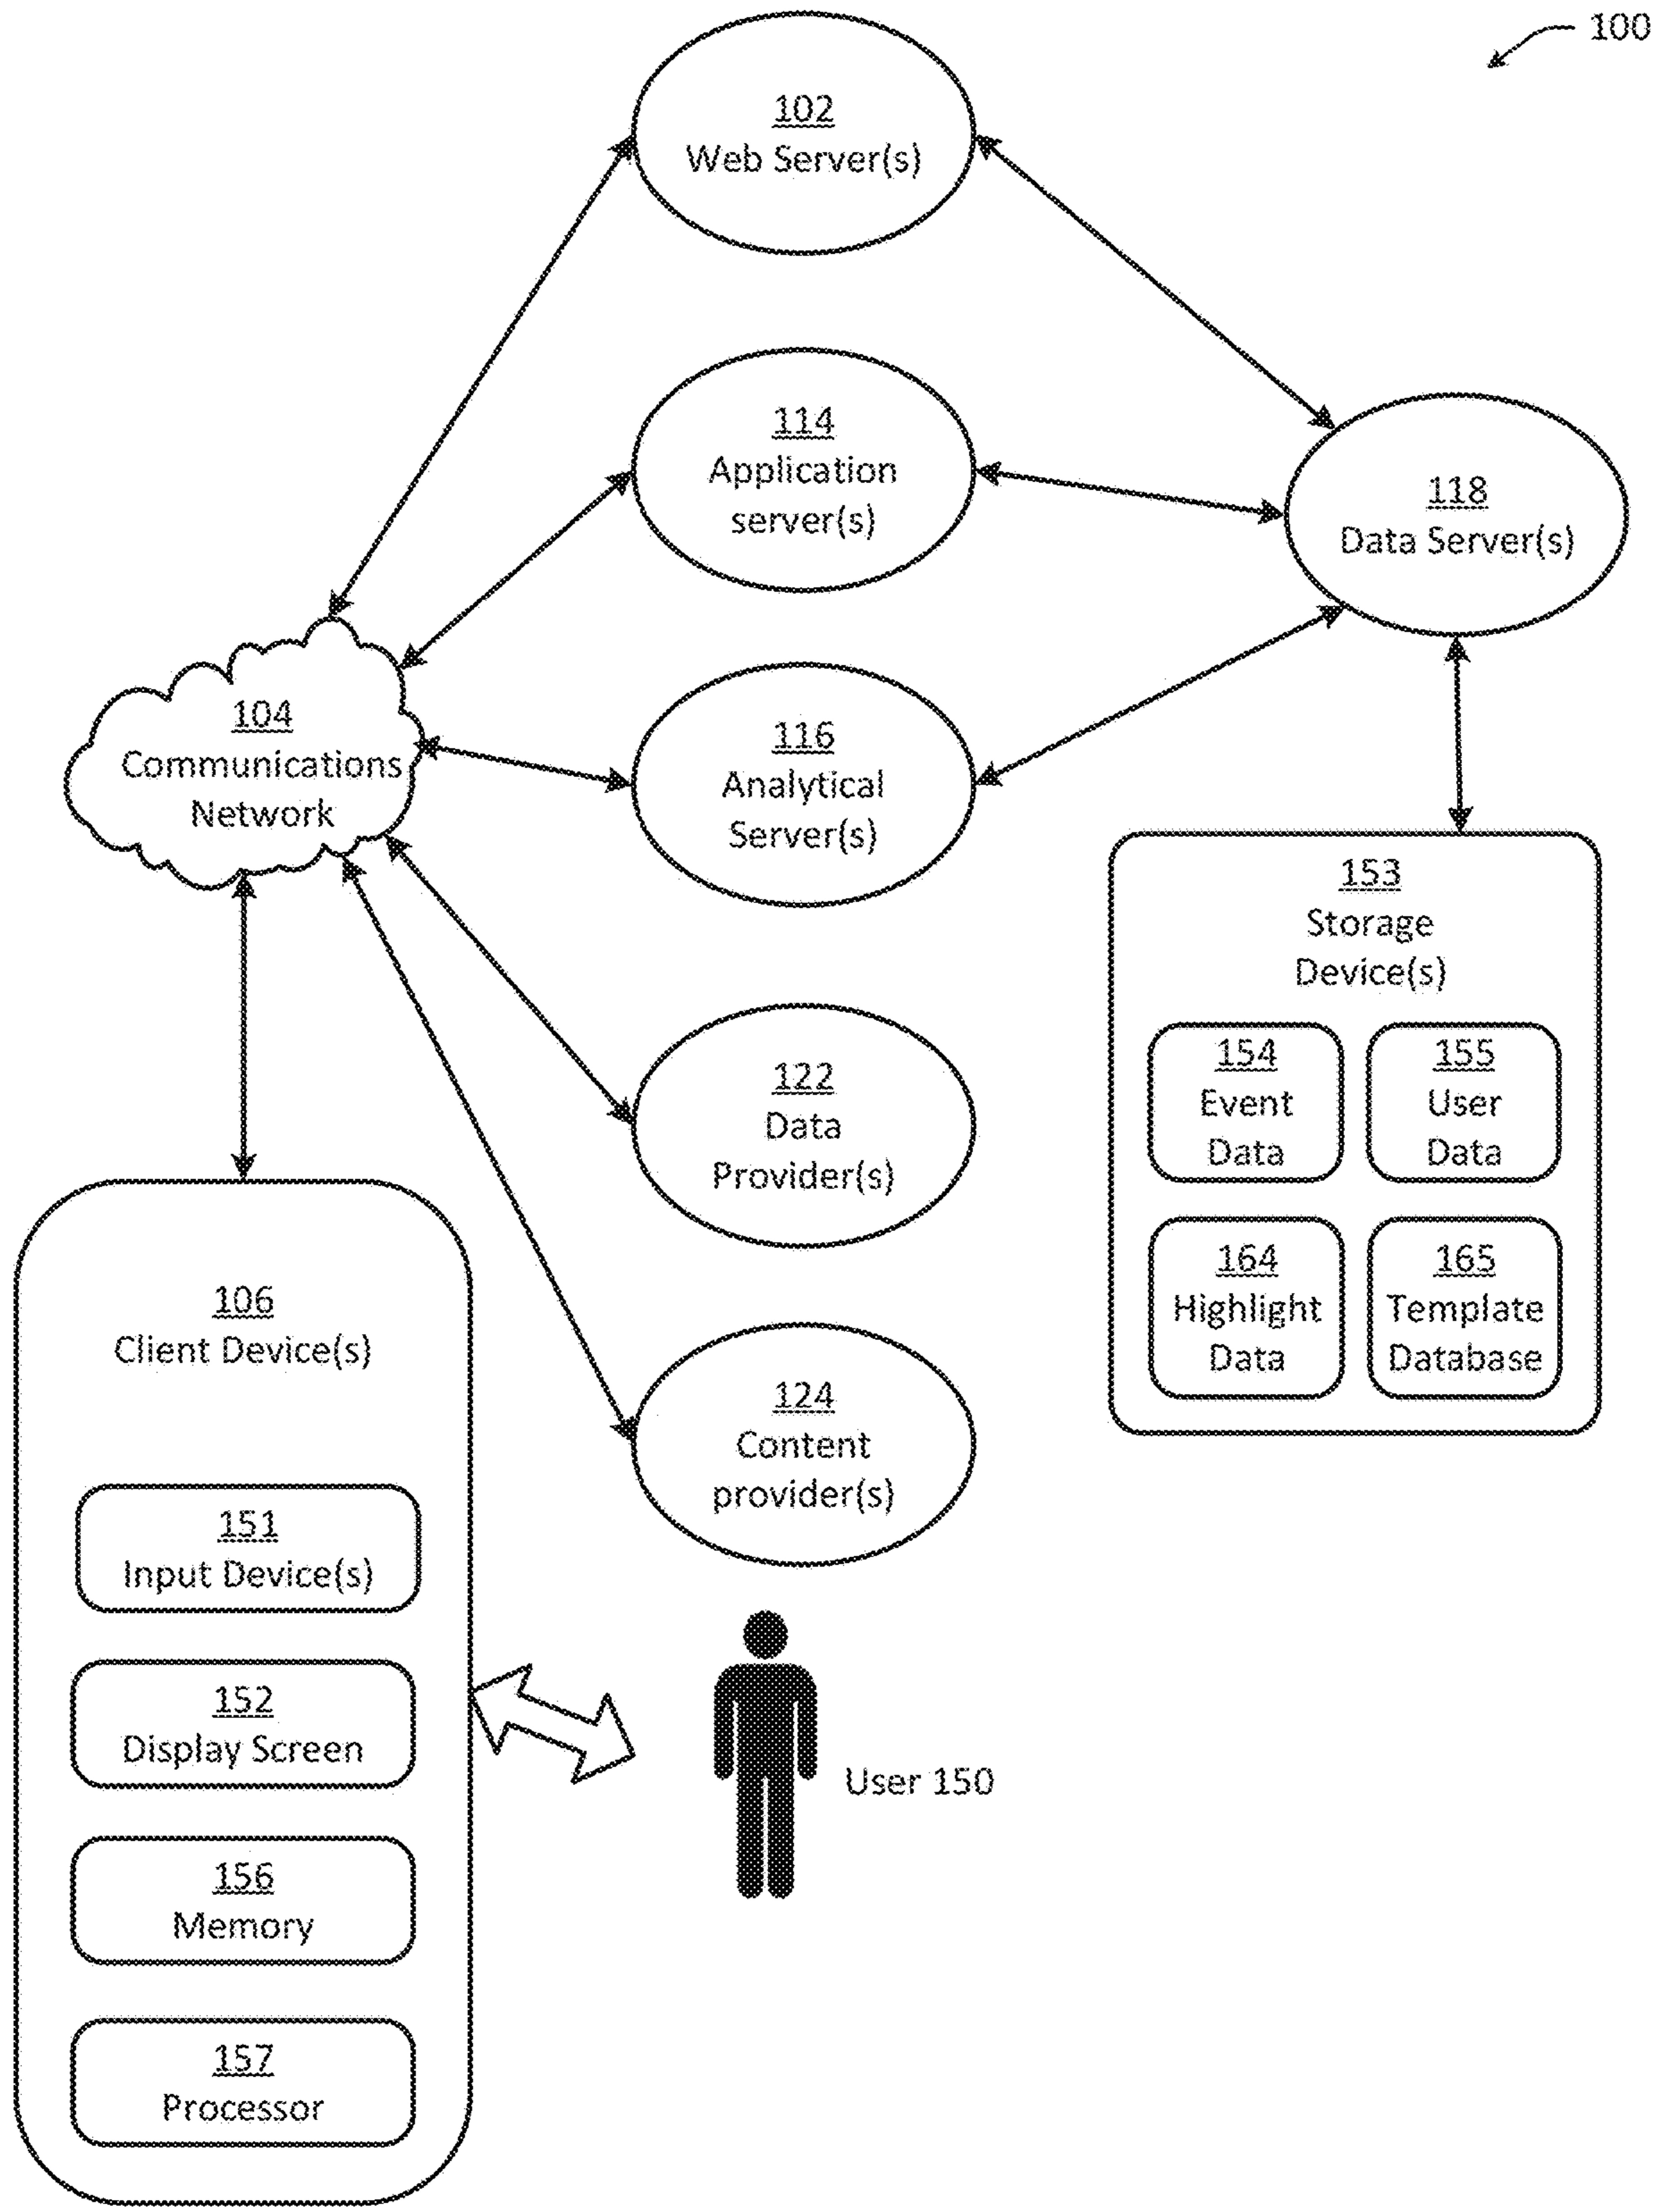 100
102
Web Server(s)
114
Application
server(s)
118
Data Server(s)
104
Communications
Network
116
Analytical
Server(s)
153
Storage
Device(s)
154
Event
Data
155
User
Data
164
Highlight
Data
165
Template
Database
122
Data
Provider(s)
124
Content
provider(s)
106
Client Device(s)
151
Input Device(s)
152
Display Screen
156
Memory
157
Processor
User 150